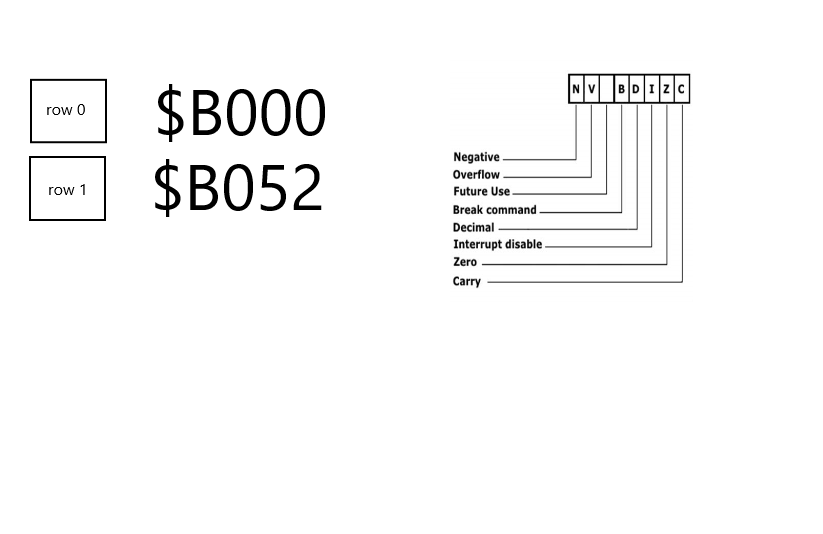 row 0
$B000
row 1
$B052
N V B D I Z C
Negative
Overflow
Future Use
Break command
Decimal
Interrupt disable
Zero
Carry